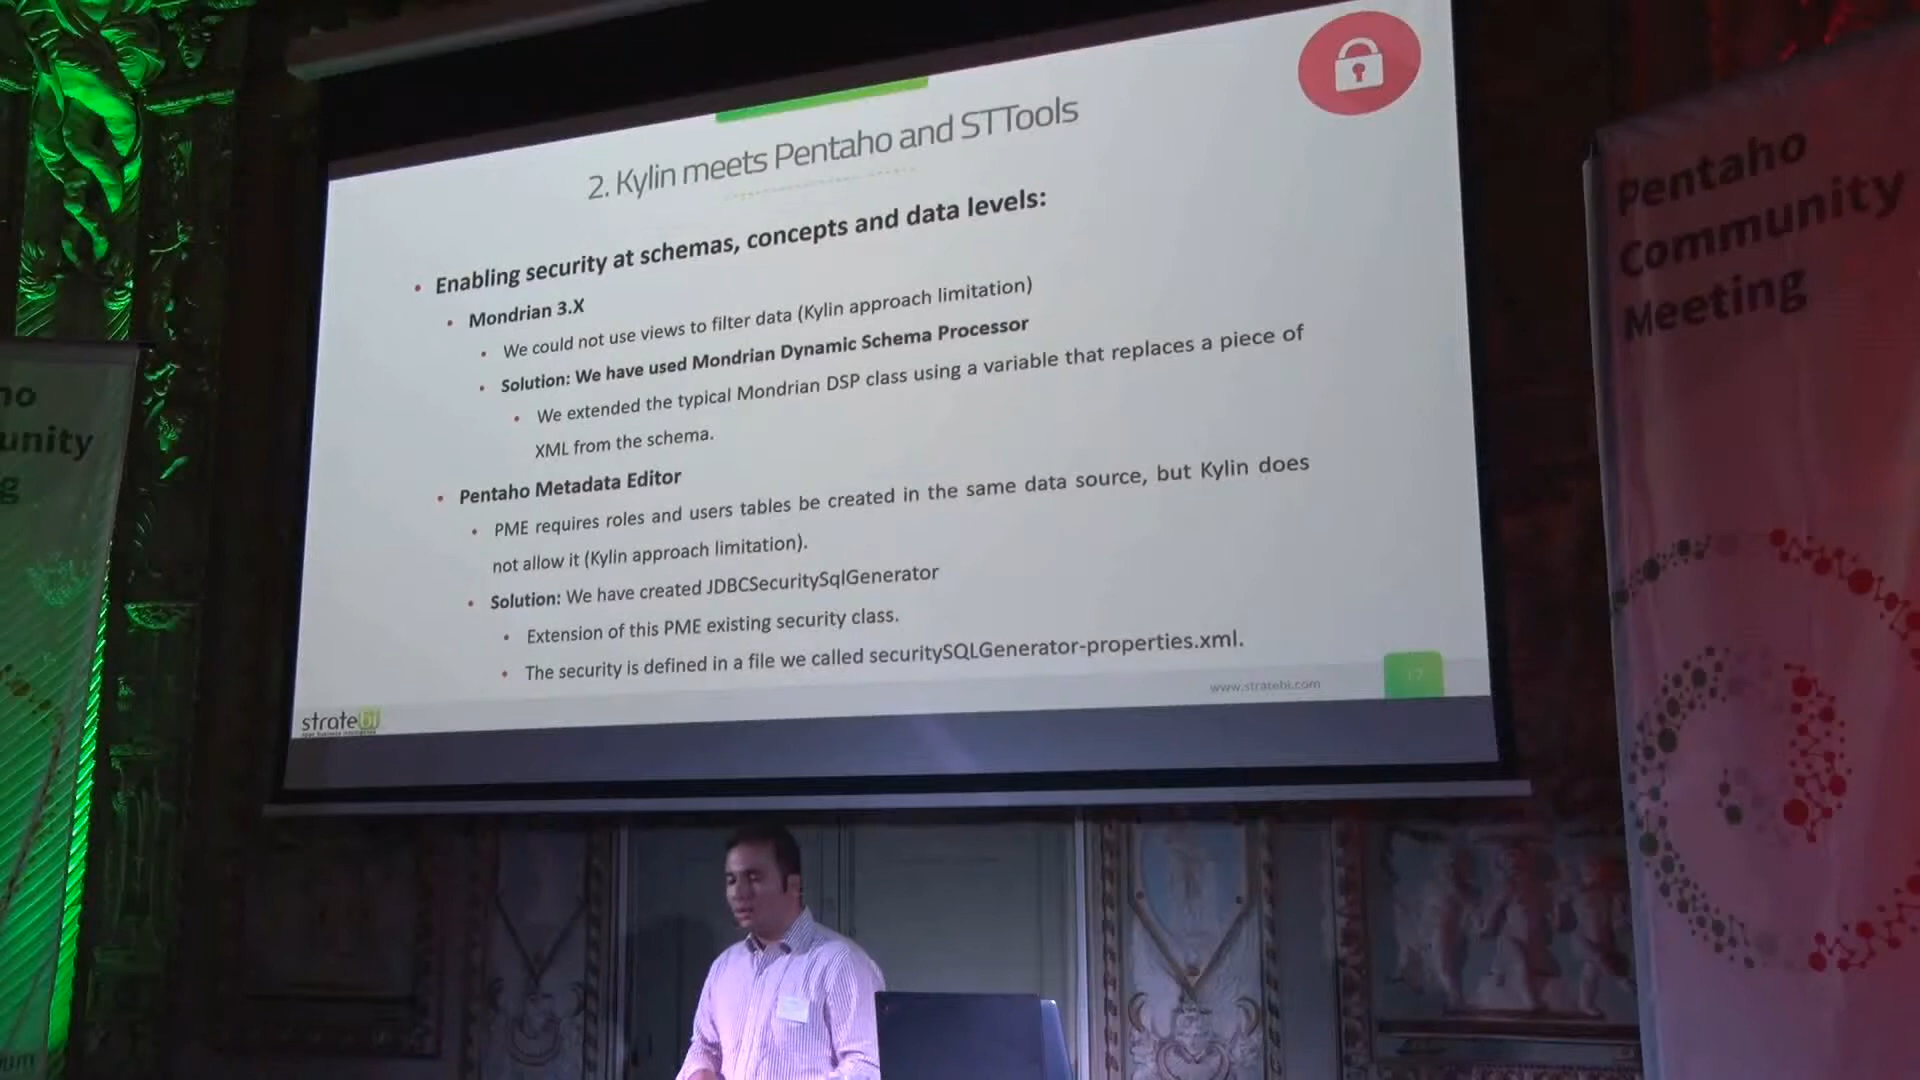 2. Kylin meets Pentaho and STTools
• Enabling security at schemas, concepts and data levels:
• Mondrian 3.X
• We could not use views to filter data (Kylin approach limitation)
• Solution: We have used Mondrian Dynamic Schema Processor
• We extended the typical Mondrian DSP class using a variable that replaces a piece of
XML from the schema.
• Pentaho Metadata Editor
• PME requires roles and users tables be created in the same data source, but Kylin does
not allow it (Kylin approach limitation).
• Solution: We have created JDBCSecuritySqlGenerator
• Extension of this PME existing security class.
• The security is defined in a file we called securitySQLGenerator-properties.xml.
www.stratebi.com
17
stratebi
Pentaho
Community
Meeting
ho
unity
g